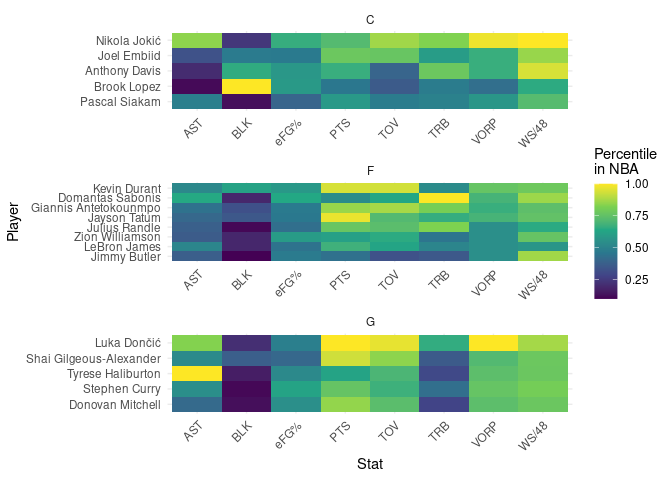 C
Nikola Jokić
Joel Embiid
Anthony Davis
Brook Lopez
Pascal Siakam
AST BLK eFG% PTS TOV TRB VORP WS/48
F
Kevin Durant
Domantas Sabonis
Giannis Antetokounmpo
Jayson Tatum
Julius Randle
Zion Williamson
LeBron James
Jimmy Butler
AST BLK eFG% PTS TOV TRB VORP WS/48
G
Luka Dončić
Shai Gilgeous-Alexander
Tyrese Haliburton
Stephen Curry
Donovan Mitchell
AST BLK eFG% PTS TOV TRB VORP WS/48
Stat
Player
Percentile
in NBA
1.00
0.75
0.50
0.25